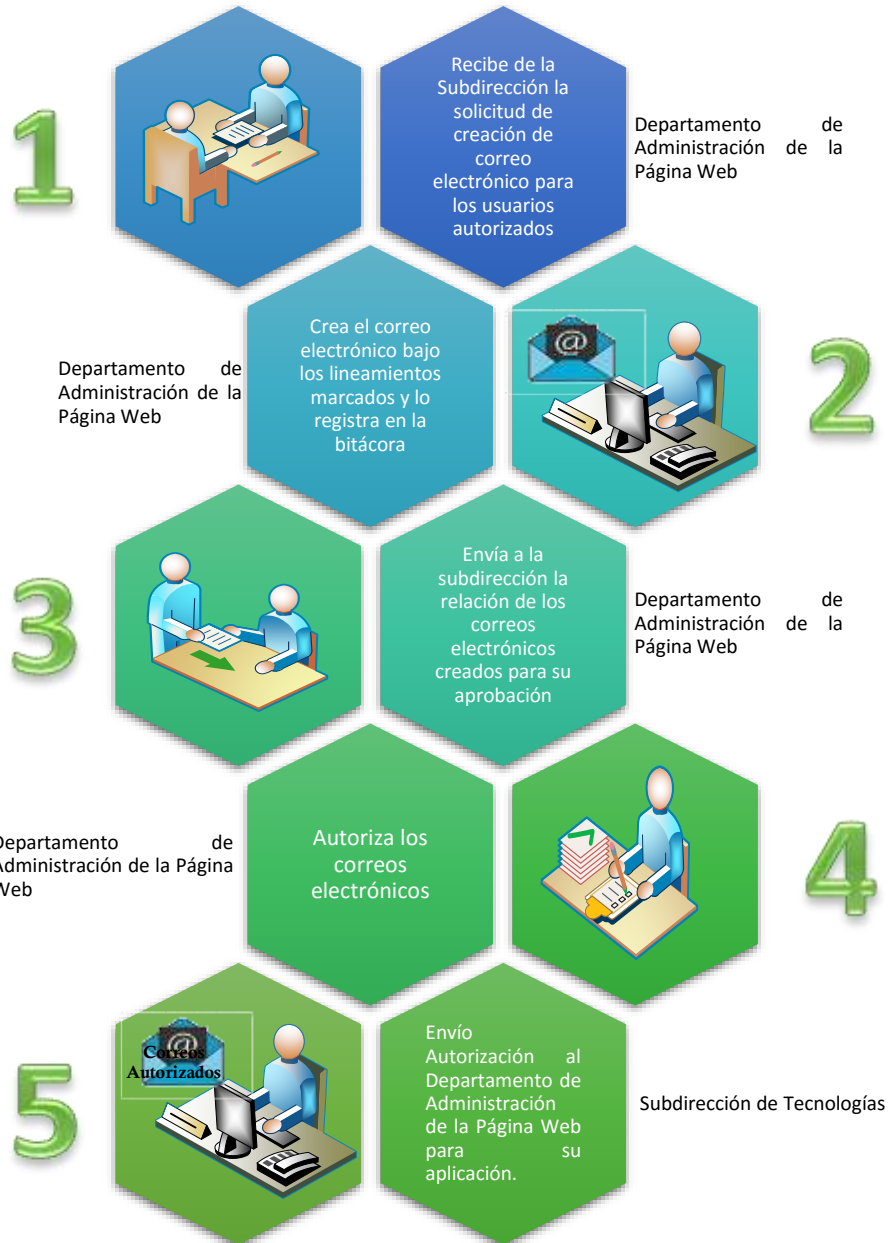 1
Recibe de la
Subdirección la
solicitud de
creación de
correo
electrónico para
los usuarios
autorizados
Departamento de
Administración de la
Página Web
Departamento de
Administración de la
Página Web
Crea el correo
electrónico bajo
los lineamientos
marcados y lo
registra en la
bitácora
@
2
3
Envía a la
subdirección la
relación de los
correos
electrónicos
creados para su
aprobación
Departamento de
Administración de la
Página Web
Departamento de
Administración de la Página
Web
Autoriza los
correos
electrónicos
4
5
@
Correos
Autorizados
Envío
Autorización al
Departamento de
Administración
de la Página Web
para su
aplicación.
Subdirección de Tecnologías